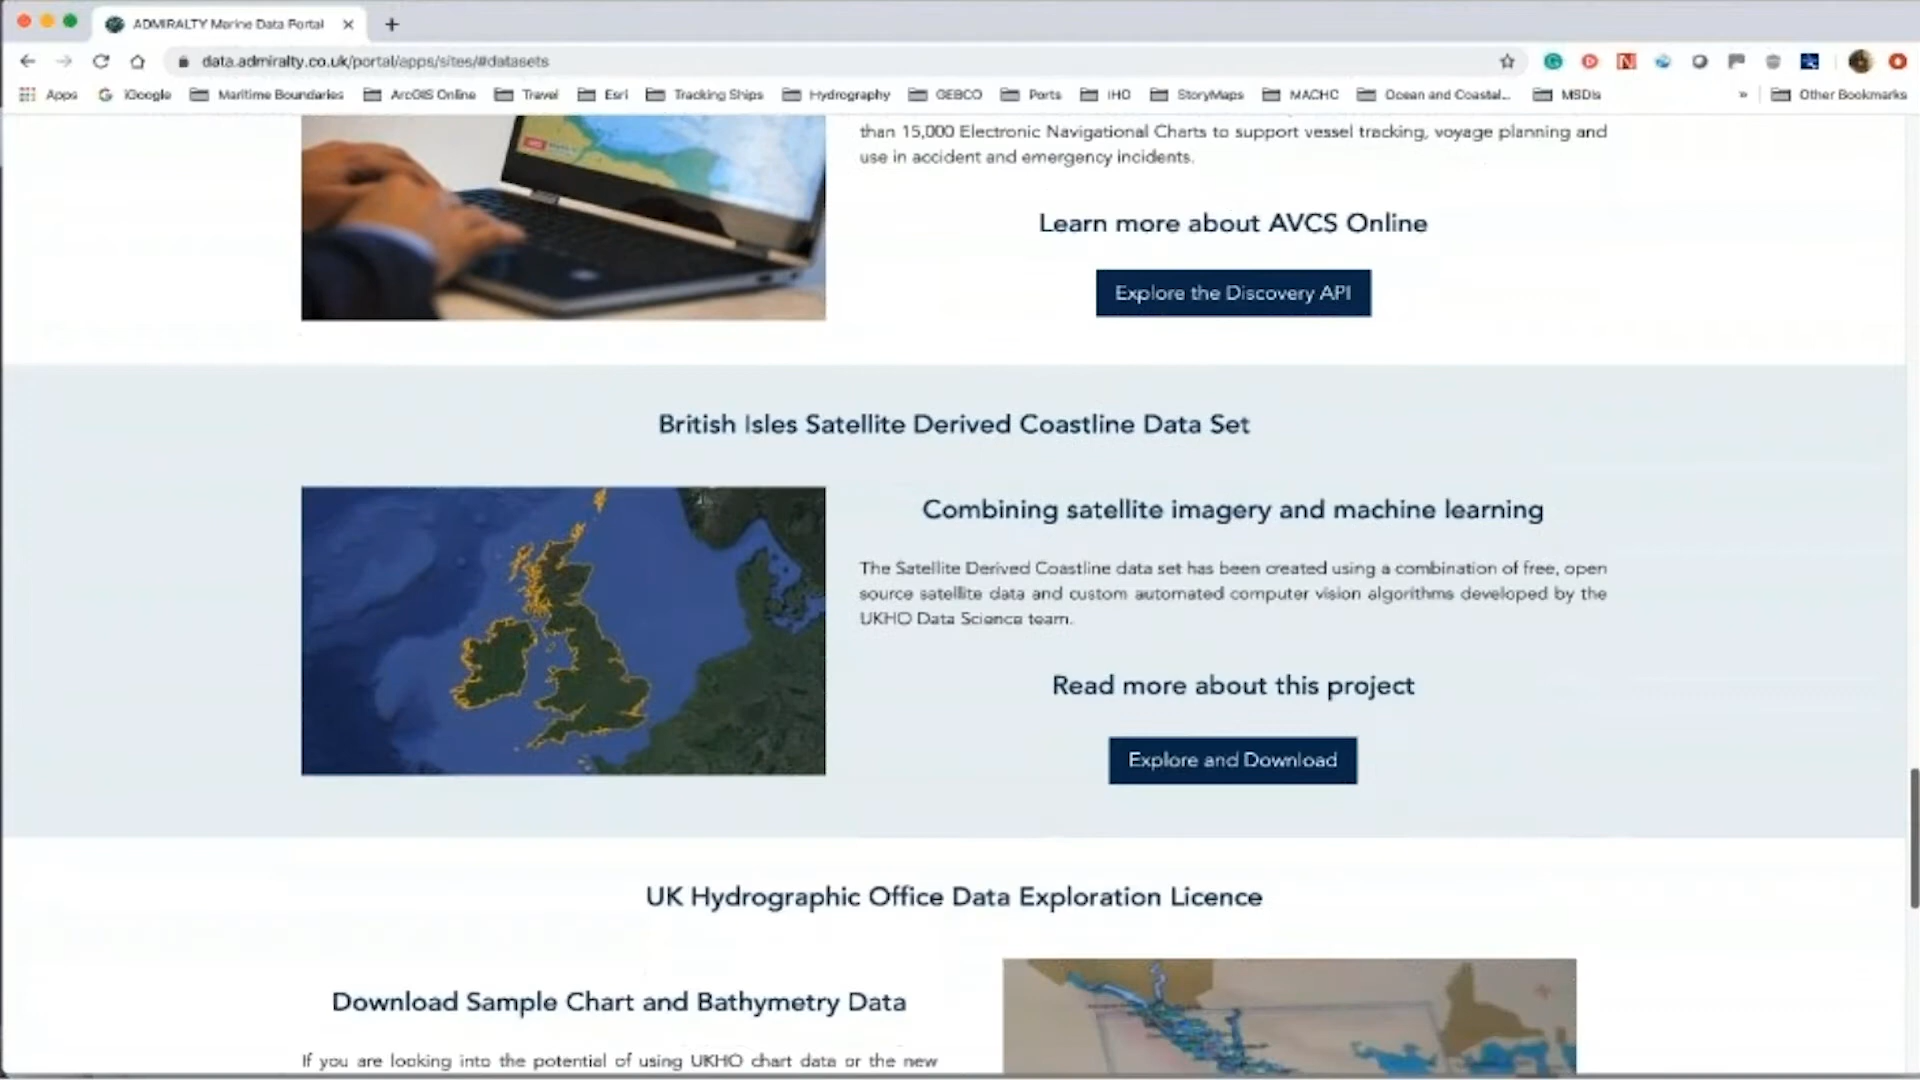 ADMIRALTY Marine Data Portal
data.admiralty.co.uk/portal/apps/sites/#datasets
Apps iGoogle Maritime Boundaries ArcGIS Online Travel Esri Tracking Ships Hydrography GEBCO Ports IHO StoryMaps MACHC Ocean and Coastal... MSDIs » Other Bookmarks
than 15,000 Electronic Navigational Charts to support vessel tracking, voyage planning and
use in accident and emergency incidents.
Learn more about AVCS Online
Explore the Discovery API
British Isles Satellite Derived Coastline Data Set
Combining satellite imagery and machine learning
The Satellite Derived Coastline data set has been created using a combination of free, open
source satellite data and custom automated computer vision algorithms developed by the
UKHO Data Science team.
Read more about this project
Explore and Download
UK Hydrographic Office Data Exploration Licence
Download Sample Chart and Bathymetry Data
If you are looking into the potential of using UKHO chart data or the new